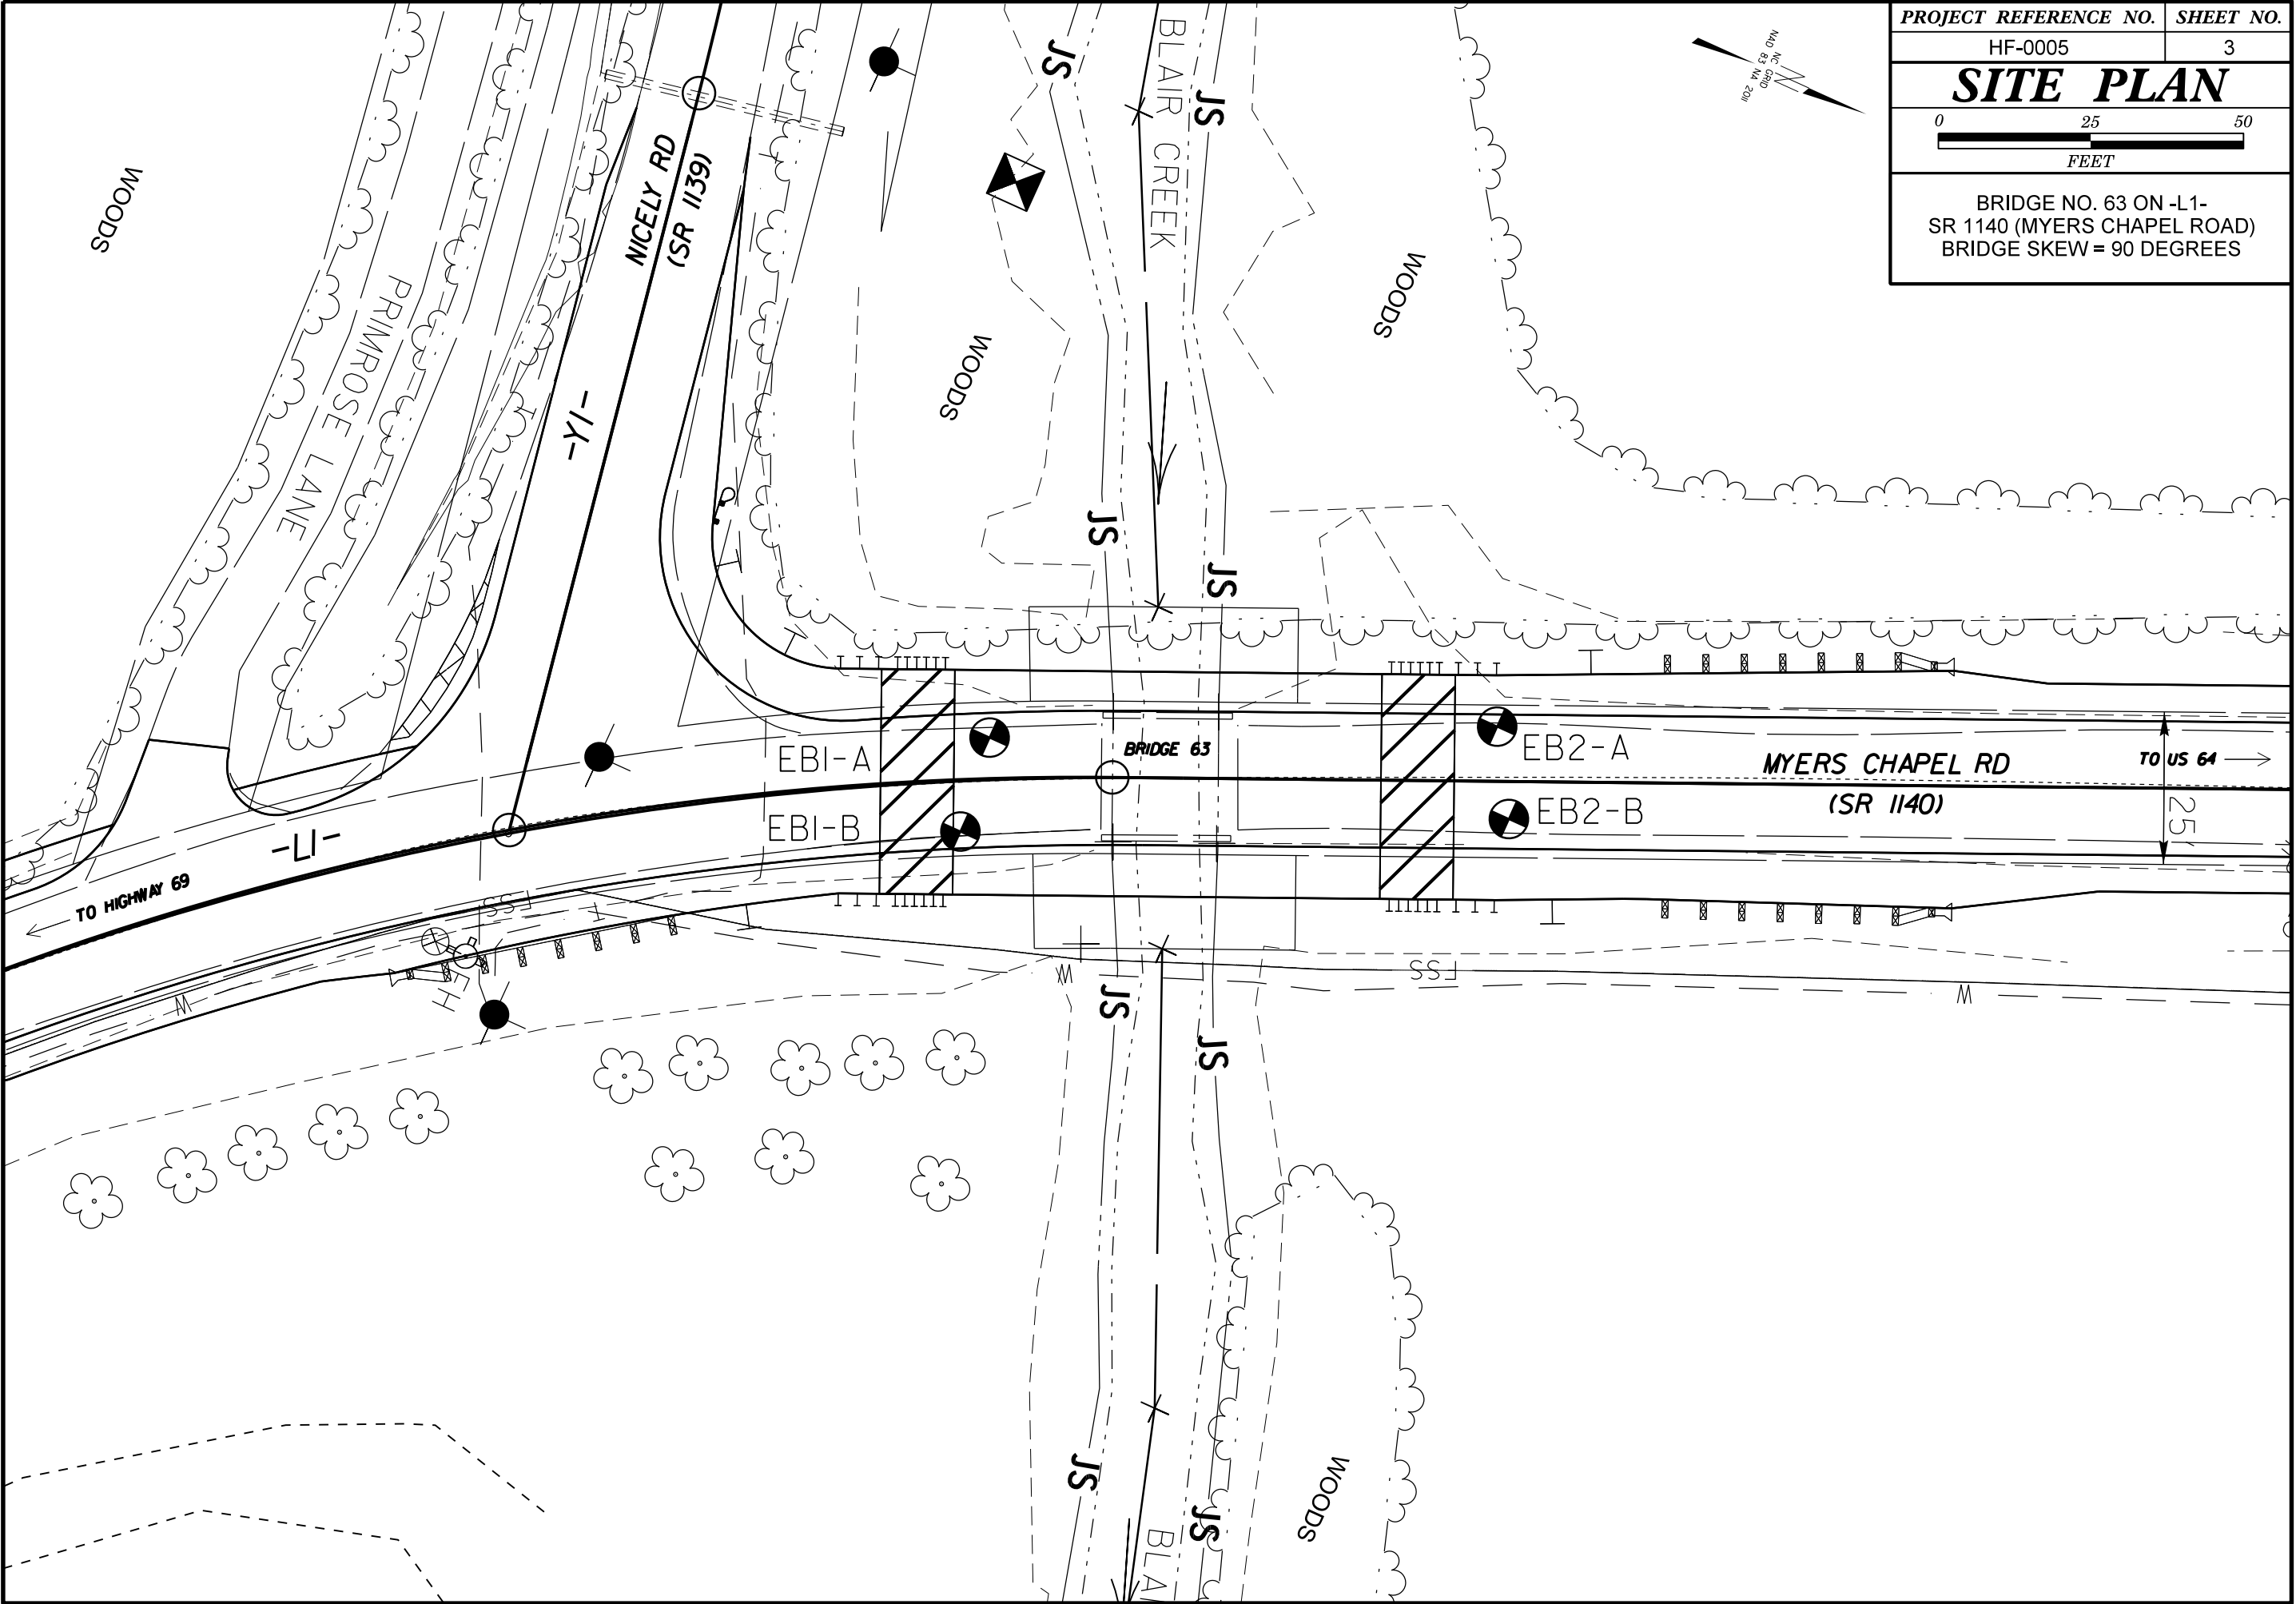 PROJECT REFERENCE NO.
SHEET NO.
HF-0005
3
SITE PLAN
0 25 50
FEET
BRIDGE NO. 63 ON -L1-
SR 1140 (MYERS CHAPEL ROAD)
BRIDGE SKEW = 90 DEGREES
NC GRID
NAD 83 NA 2011
WOODS
PRIMROSE LANE
NICELY RD
(SR 1139)
-Y1-
JS
BLAIR CREEK
JS
WOODS
WOODS
JS
JS
EB1-A
BRIDGE 63
EB2-A
MYERS CHAPEL RD
(SR 1140)
TO US 64
25'
EB1-B
EB2-B
-L1-
TO HIGHWAY 69
FSS
W
LH
W
FSS
W
JS
JS
JS
JS
BLA
WOODS